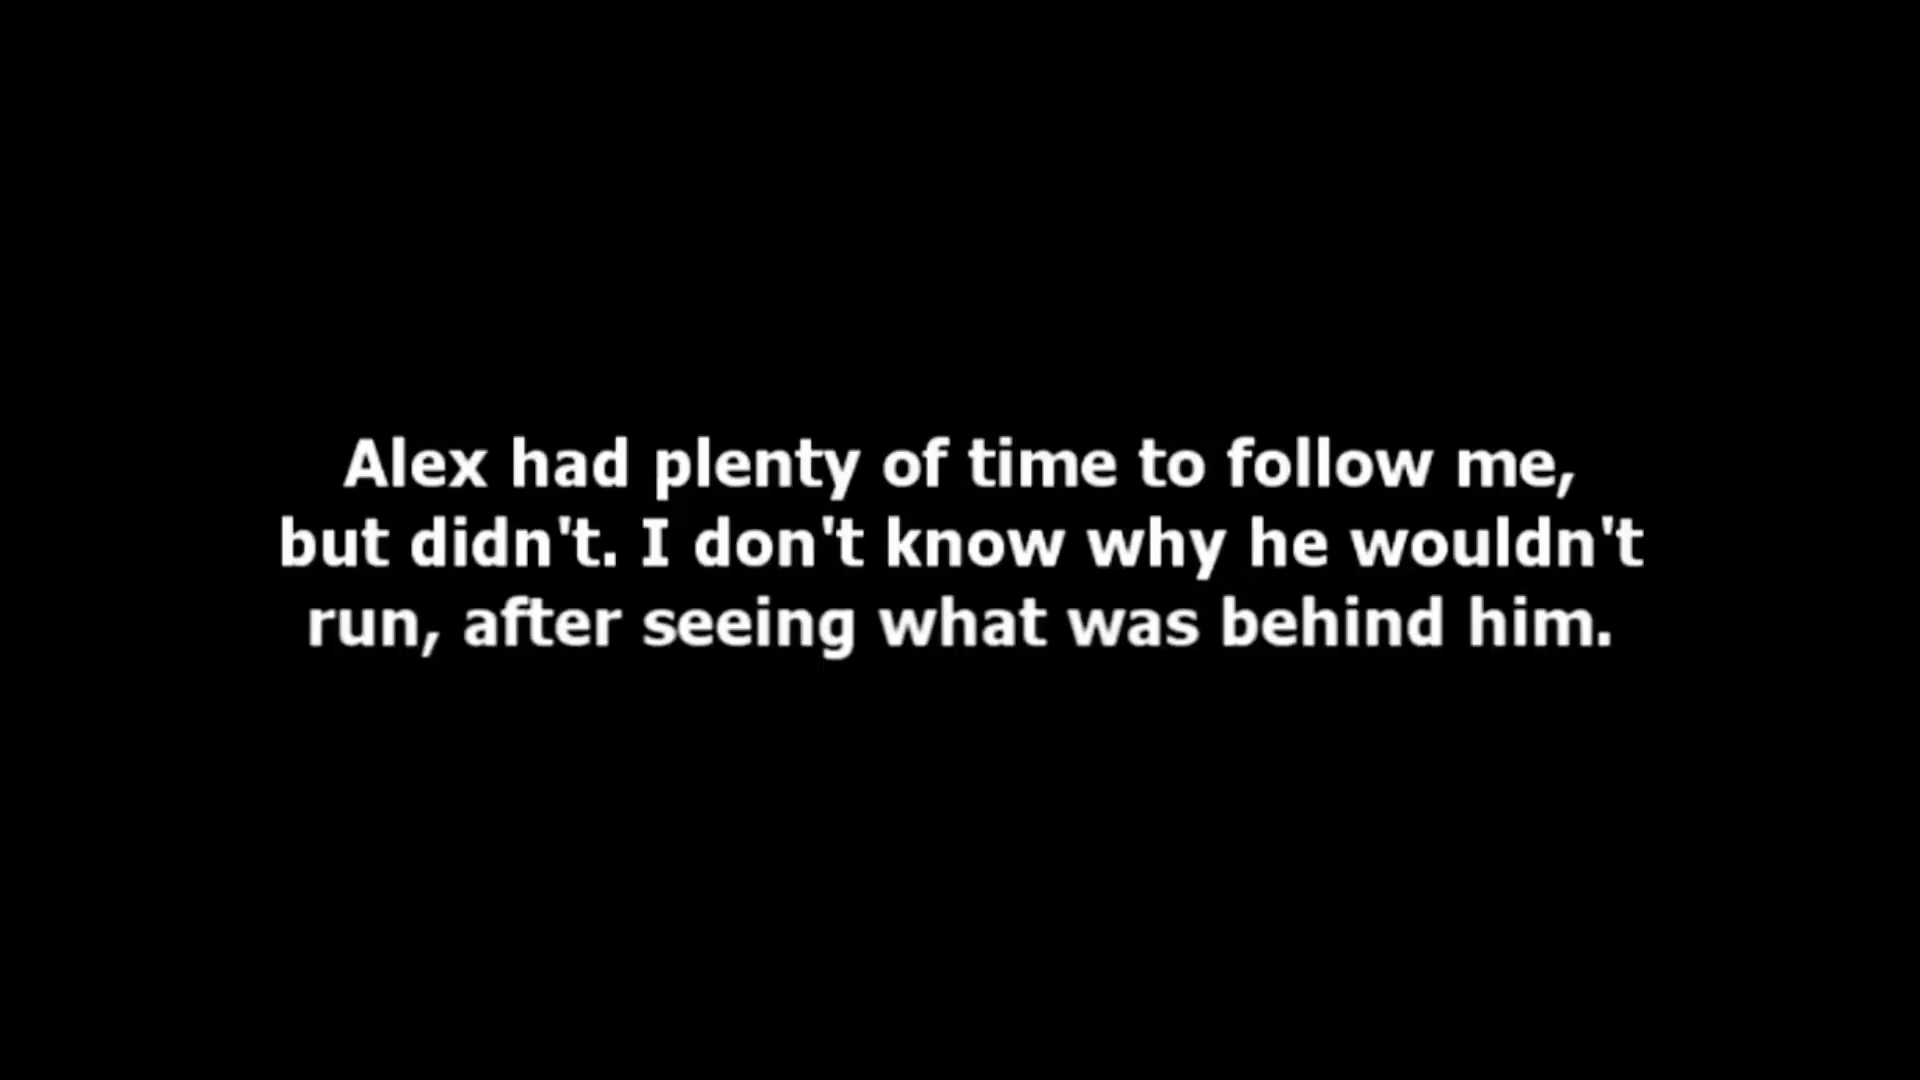 Alex had plenty of time to follow me,
but didn't. I don't know why he wouldn't
run, after seeing what was behind him.